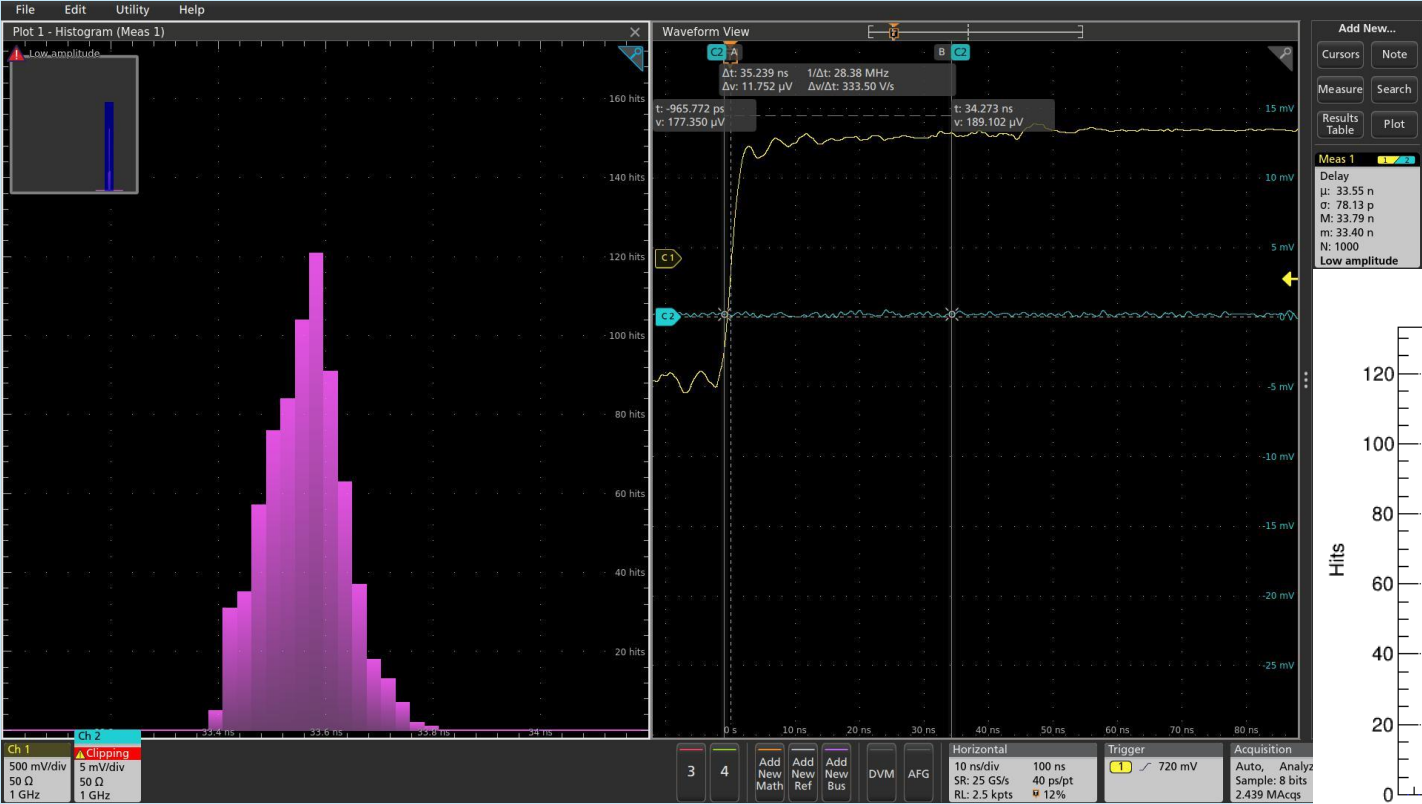 File Edit Utility Help
Plot 1 - Histogram (Meas 1)
Low amplitude
160 hits
140 hits
120 hits
100 hits
80 hits
60 hits
40 hits
20 hits
33.4 ns 33.6 ns 33.8 ns 34 ns
Waveform View
C2 A B C2
Δt: 35.239 ns 1/Δt: 28.38 MHz
Δv: 11.752 µV Δv/Δt: 333.50 V/s
t: -965.772 ps
v: 177.350 µV
t: 34.273 ns
v: 189.102 µV
15 mV
10 mV
5 mV
0 V
-5 mV
-10 mV
-15 mV
-20 mV
-25 mV
C 1
C 2
0 s 10 ns 20 ns 30 ns 40 ns 50 ns 60 ns 70 ns 80 ns
Add New...
Cursors Note
Measure Search
Results
Table
Plot
Meas 1 1 2
Delay
µ: 33.55 n
σ: 78.13 p
M: 33.79 n
m: 33.40 n
N: 1000
Low amplitude
Hits
120
100
80
60
40
20
0
Ch 1
500 mV/div
50 Ω
1 GHz
Ch 2
Clipping
5 mV/div
50 Ω
1 GHz
3 4
Add
New
Math
Add
New
Ref
Add
New
Bus
DVM AFG
Horizontal
10 ns/div 100 ns
SR: 25 GS/s 40 ps/pt
RL: 2.5 kpts 12%
Trigger
1 720 mV
Acquisition
Auto, Analyz
Sample: 8 bits
2.439 MAcqs